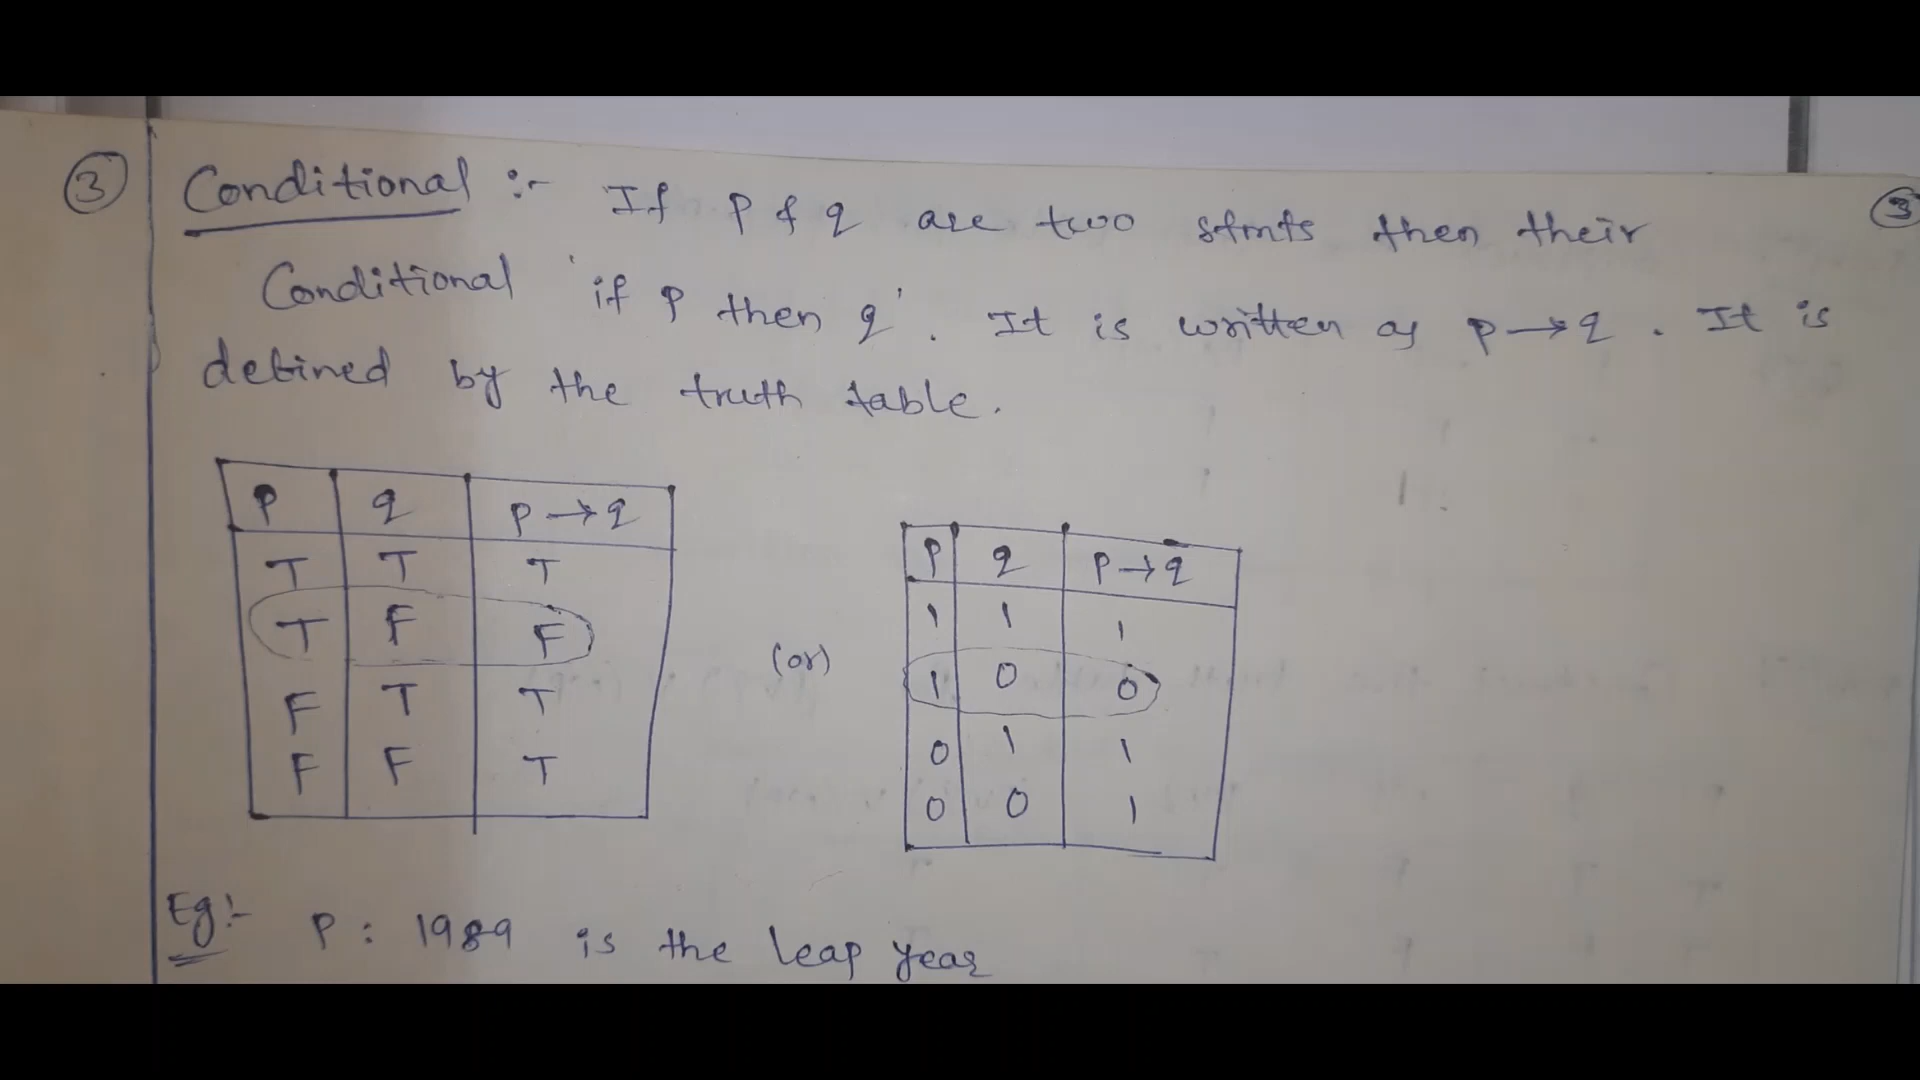 3 Conditional :- If p & q are two stmts then their 3
Conditional 'if p then q'. It is written as p → q. It is
defined by the truth table.
P q P → q
T T T
T F F
F T T
F F T
(or)
P q P → q
1 1 1
1 0 0
0 1 1
0 0 1
Eg:- P : 1989 is the leap year